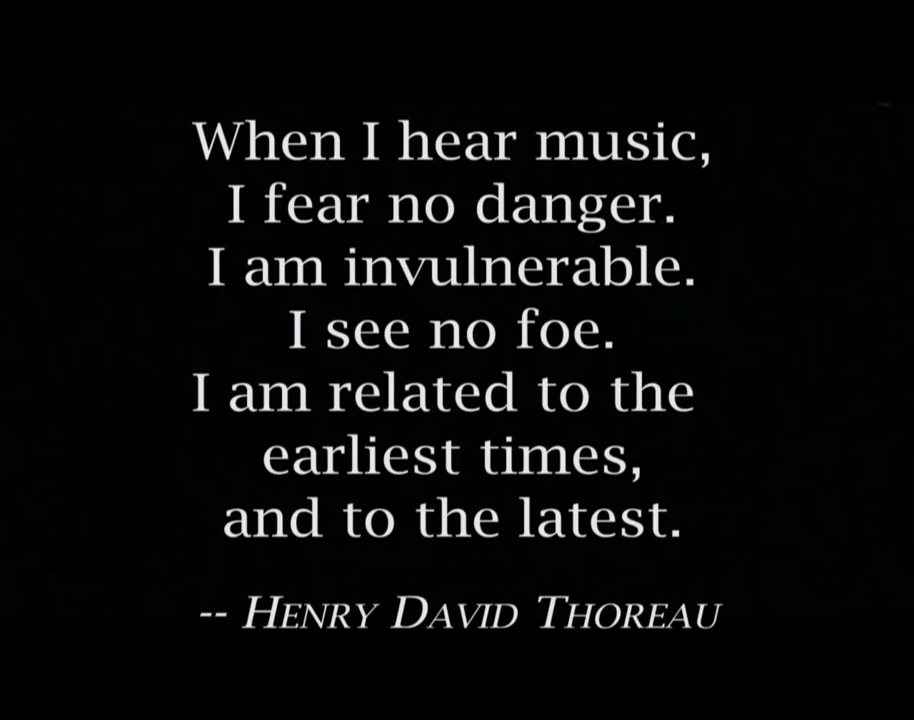 When I hear music,
I fear no danger.
I am invulnerable.
I see no foe.
I am related to the
earliest times,
and to the latest.
-- HENRY DAVID THOREAU